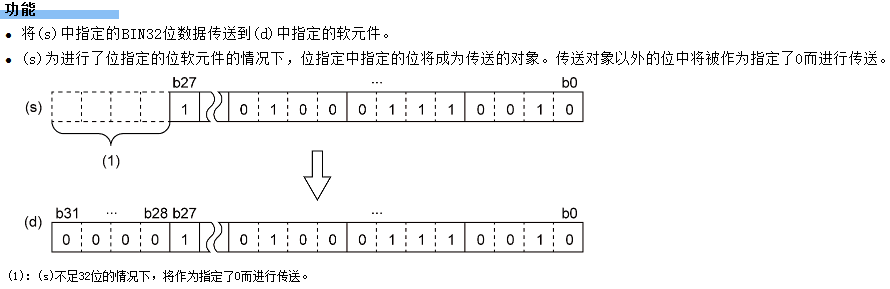 功能
● 将(s)中指定的BIN32位数据传送到(d)中指定的软元件。
● (s)为进行了位指定的位软元件的情况下，位指定中指定的位将成为传送的对象。传送对象以外的位中将被作为指定了0而进行传送。
b27 … b0
(s) 1 0 1 0 0 0 1 1 1 0 0 1 0
(1)
b31 … b28 b27 … b0
(d) 0 0 0 0 1 0 1 0 0 0 1 1 1 0 0 1 0
(1)：(s)不足32位的情况下，将作为指定了0而进行传送。